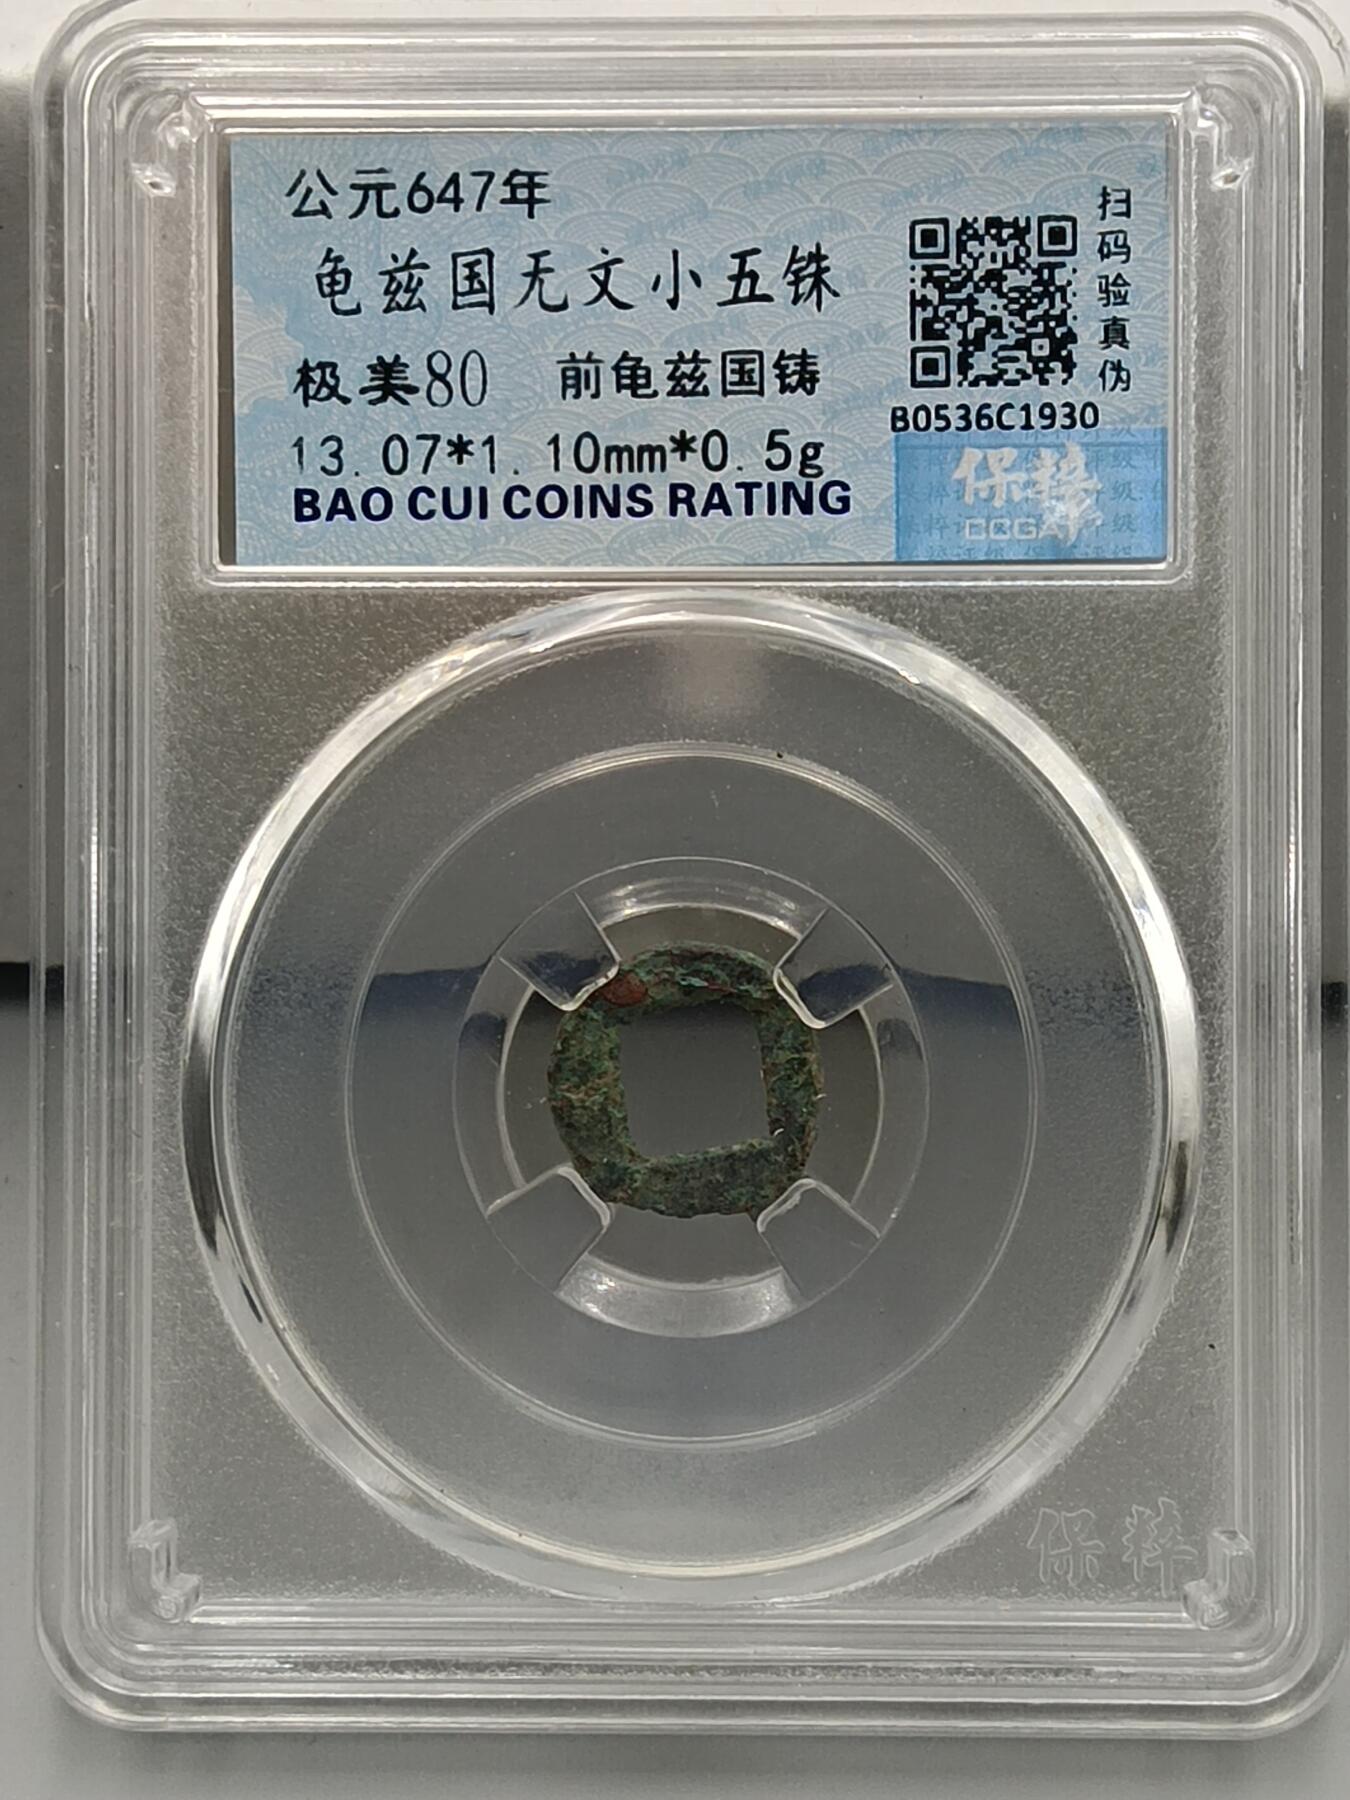 公元647年
龟兹国无文小五铢
极美80 前龟兹国铸
13.07*1.10mm*0.5g
BAO CUI COINS RATING
扫码验真伪
B0536C1930
保粹
CCGA
保粹